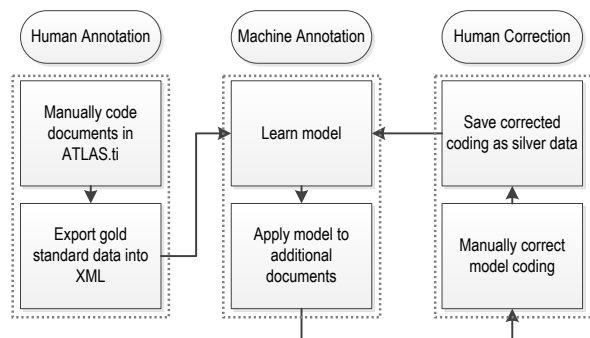 Human Annotation
Manually code
documents in
ATLAS.ti
Export gold
standard data into
XML
Machine Annotation
Learn model
Apply model to
additional
documents
Human Correction
Save corrected
coding as silver data
Manually correct
model coding